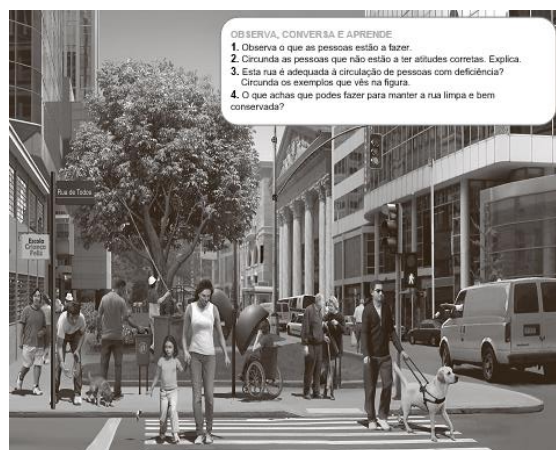 OBSERVA, CONVERSA E APRENDE
1. Observa o que as pessoas estão a fazer.
2. Circunda as pessoas que não estão a ter atitudes corretas. Explica.
3. Esta rua é adequada à circulação de pessoas com deficiência?
Circunda os exemplos que vês na figura.
4. O que achas que podes fazer para manter a rua limpa e bem
conservada?
Rua de Todos
Escola
Criança
Feliz